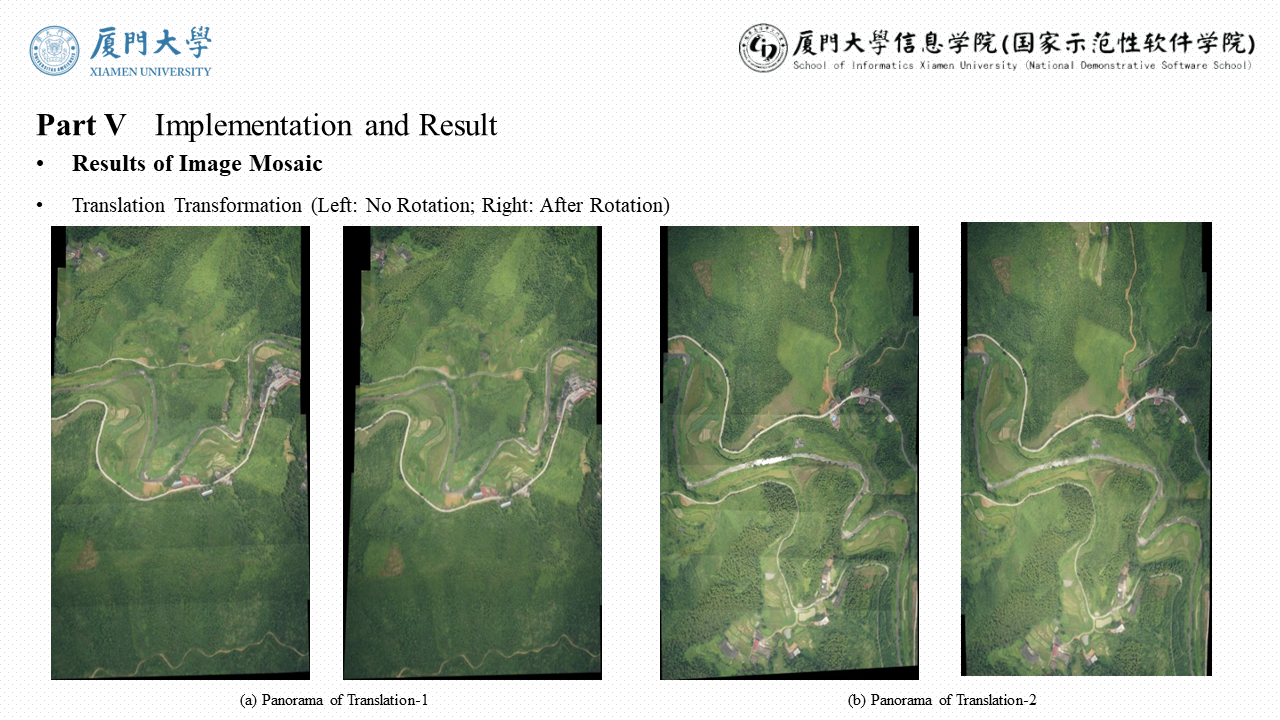 厦門大學
XIAMEN UNIVERSITY
厦門大學信息学院(国家示范性软件学院)
School of Informatics Xiamen University (National Demonstrative Software School)
Part V Implementation and Result
• Results of Image Mosaic
• Translation Transformation (Left: No Rotation; Right: After Rotation)
(a) Panorama of Translation-1
(b) Panorama of Translation-2